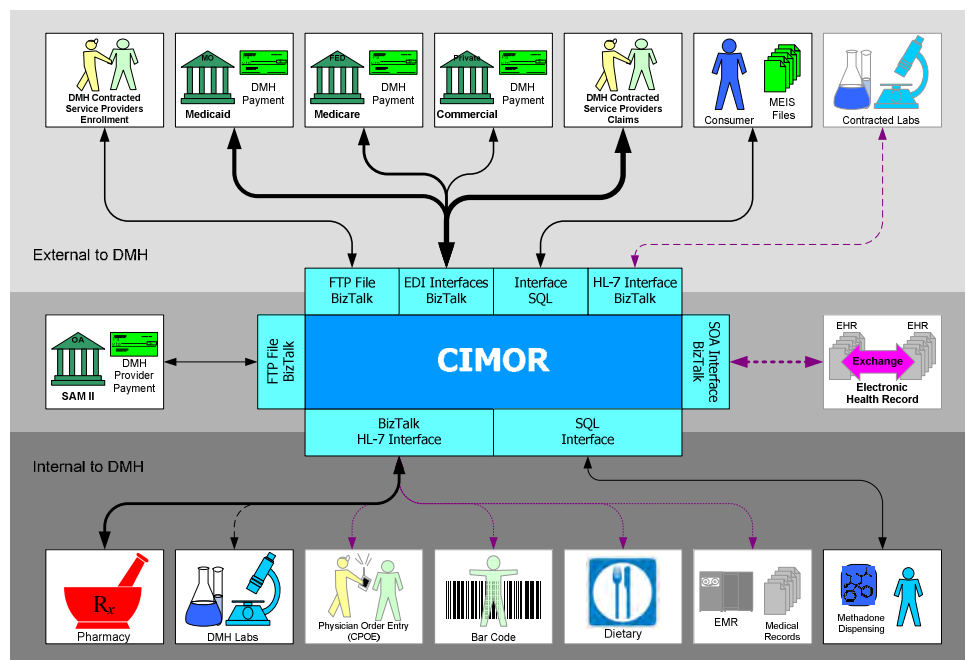 DMH Contracted
Service Providers
Enrollment
MO
DMH
Payment
Medicaid
FED
DMH
Payment
Medicare
Private
DMH
Payment
Commercial
DMH Contracted
Service Providers
Claims
Consumer
MEIS
Files
Contracted Labs
External to DMH
FTP File
BizTalk
EDI Interfaces
BizTalk
Interface
SQL
HL-7 Interface
BizTalk
OA
DMH
Provider
Payment
SAM II
FTP File
BizTalk
CIMOR
SOA Interface
BizTalk
EHR
EHR
Exchange
Electronic
Health Record
BizTalk
HL-7 Interface
SQL
Interface
Internal to DMH
Rx
Pharmacy
DMH Labs
Physician Order Entry
(CPOE)
Bar Code
Dietary
EMR
Medical
Records
Methadone
Dispensing